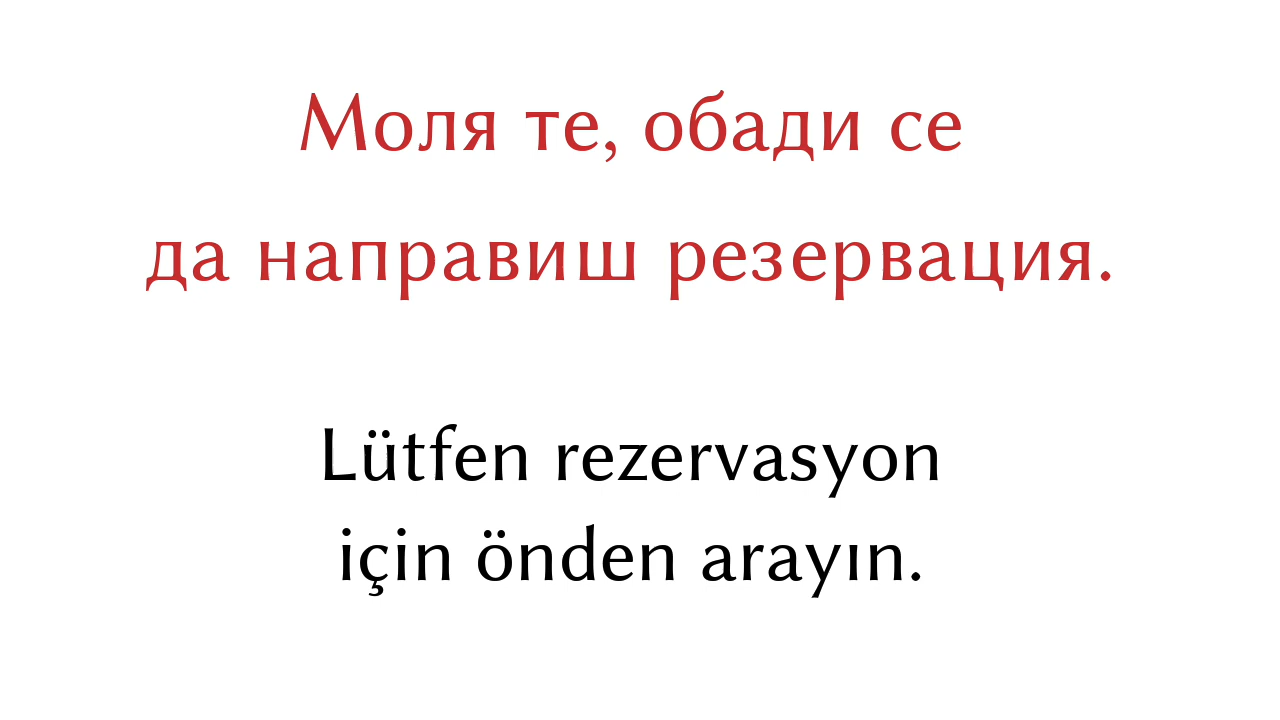 Моля те, обади се
да направиш резервация.
Lütfen rezervasyon
için önden arayın.